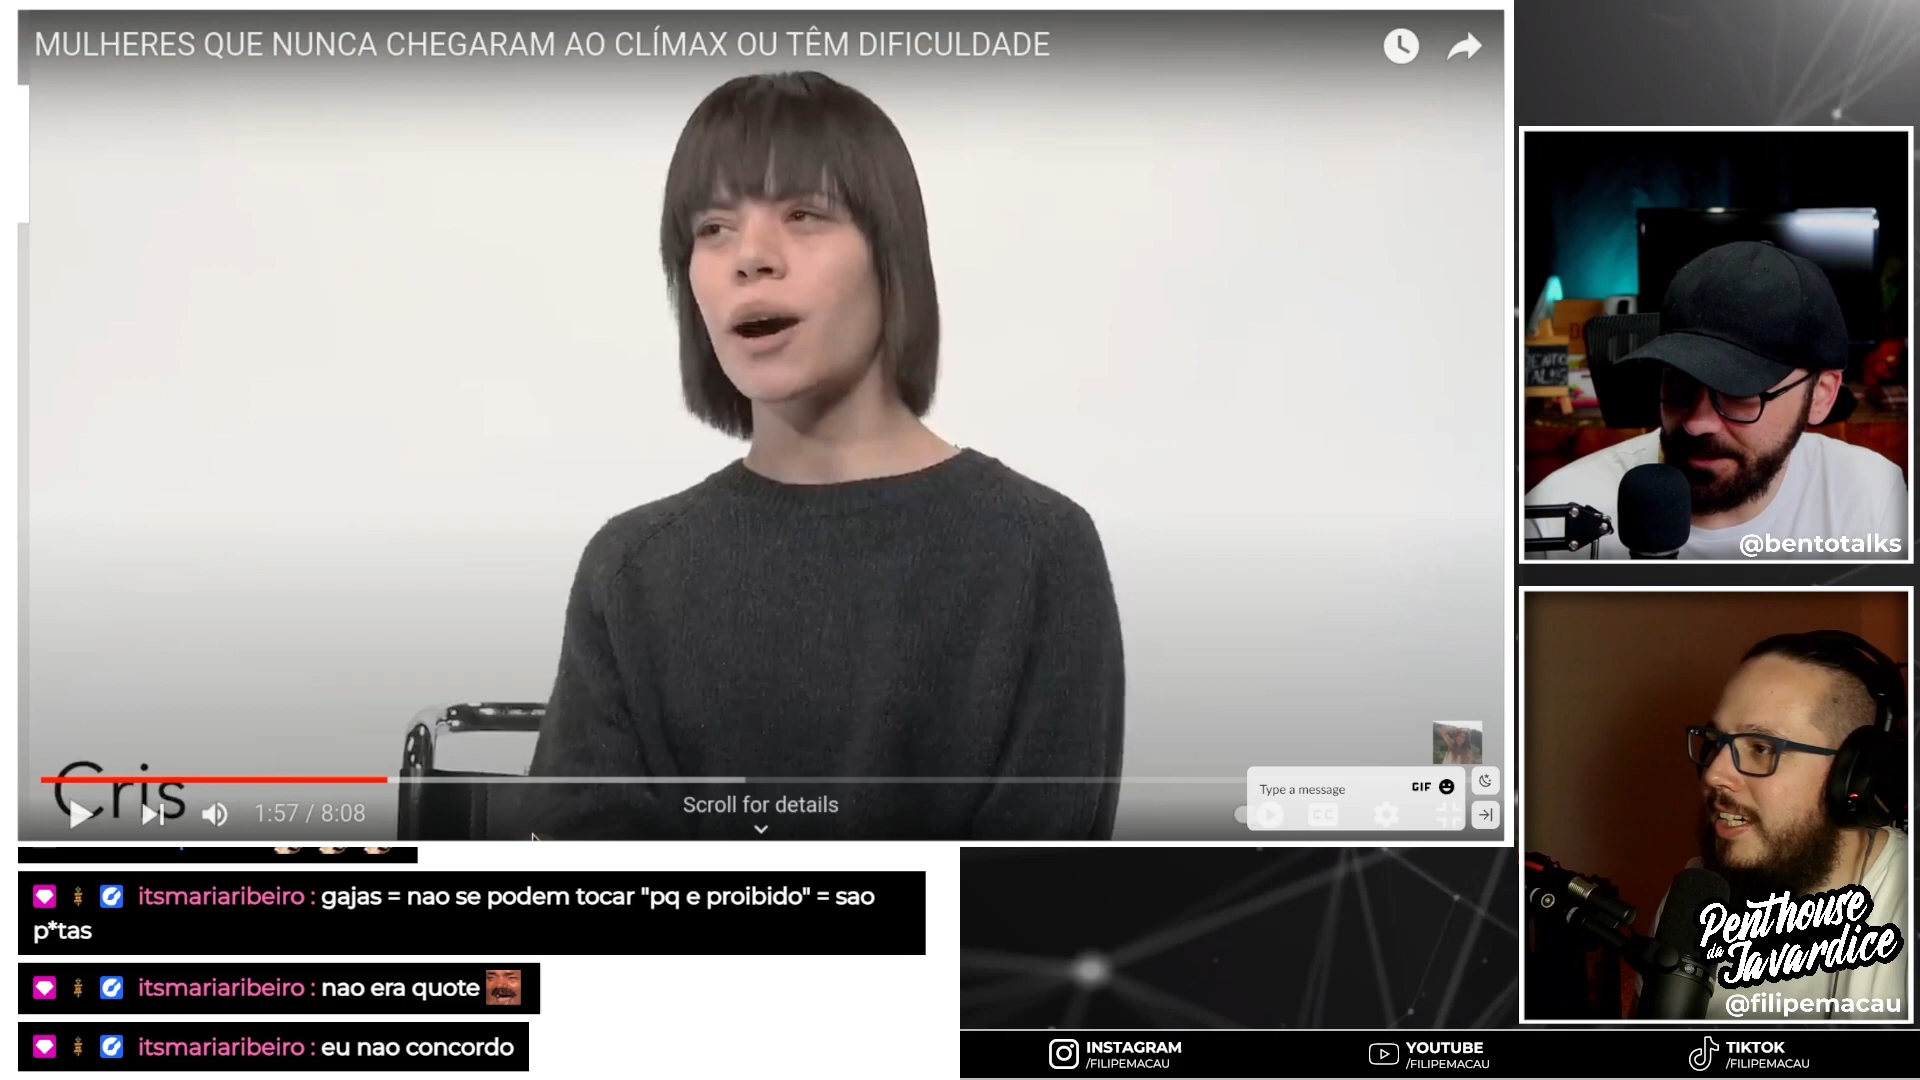 MULHERES QUE NUNCA CHEGARAM AO CLÍMAX OU TÊM DIFICULDADE
@bentotalks
Cris
1:57 / 8:08
Scroll for details
Type a message
GIF
CC
itsmariaribeiro : gajas = nao se podem tocar "pq e proibido" = sao
p*tas
itsmariaribeiro : nao era quote
itsmariaribeiro : eu nao concordo
Penthouse
da
Javardice
@filipemacau
INSTAGRAM
/FILIPEMACAU
YOUTUBE
/FILIPEMACAU
TIKTOK
/FILIPEMACAU